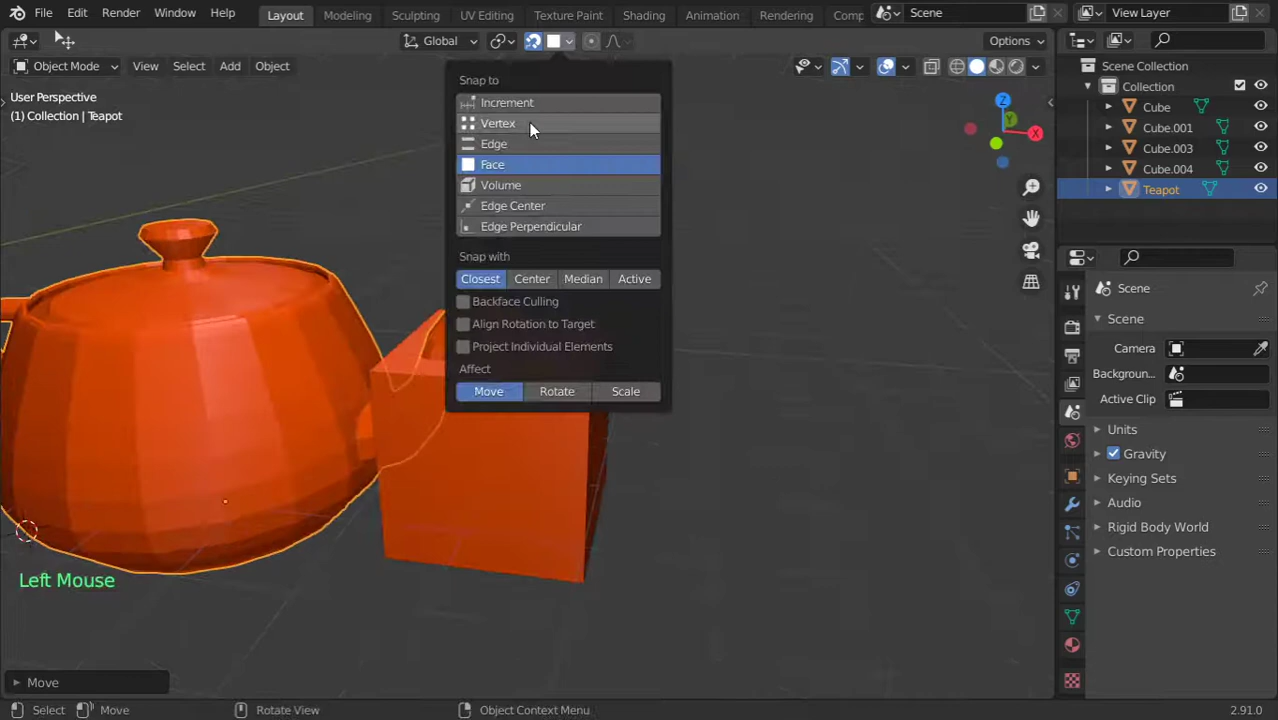 File Edit Render Window Help Layout Modeling Sculpting UV Editing Texture Paint Shading Animation Rendering Comp Scene View Layer
Global Options
Object Mode View Select Add Object
User Perspective
(1) Collection | Teapot
Snap to
Increment
Vertex
Edge
Face
Volume
Edge Center
Edge Perpendicular
Snap with
Closest Center Median Active
Backface Culling
Align Rotation to Target
Project Individual Elements
Affect
Move Rotate Scale
Z
Y
X
Scene Collection
Collection
Cube
Cube.001
Cube.003
Cube.004
Teapot
Scene
Scene
Camera
Backgroun..
Active Clip
Units
Gravity
Keying Sets
Audio
Rigid Body World
Custom Properties
Left Mouse
Move
Select Move Rotate View Object Context Menu 2.91.0